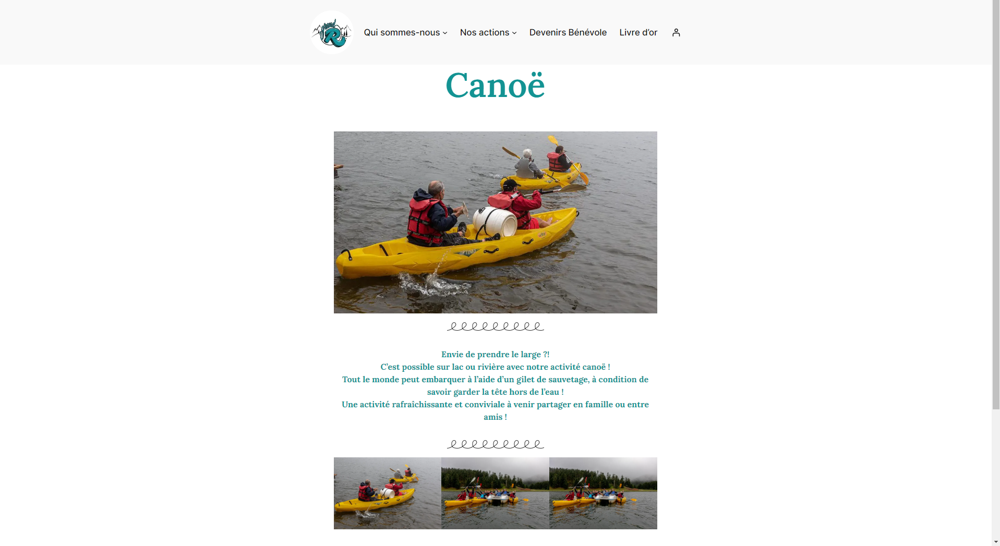 grand
R
Qui sommes-nous
Nos actions
Devenirs Bénévole
Livre d’or
Canoë
OPTIMO
Envie de prendre le large ?!
C’est possible sur lac ou rivière avec notre activité canoë !
Tout le monde peut embarquer à l’aide d’un gilet de sauvetage, à condition de
savoir garder la tête hors de l’eau !
Une activité rafraîchissante et conviviale à venir partager en famille ou entre
amis !